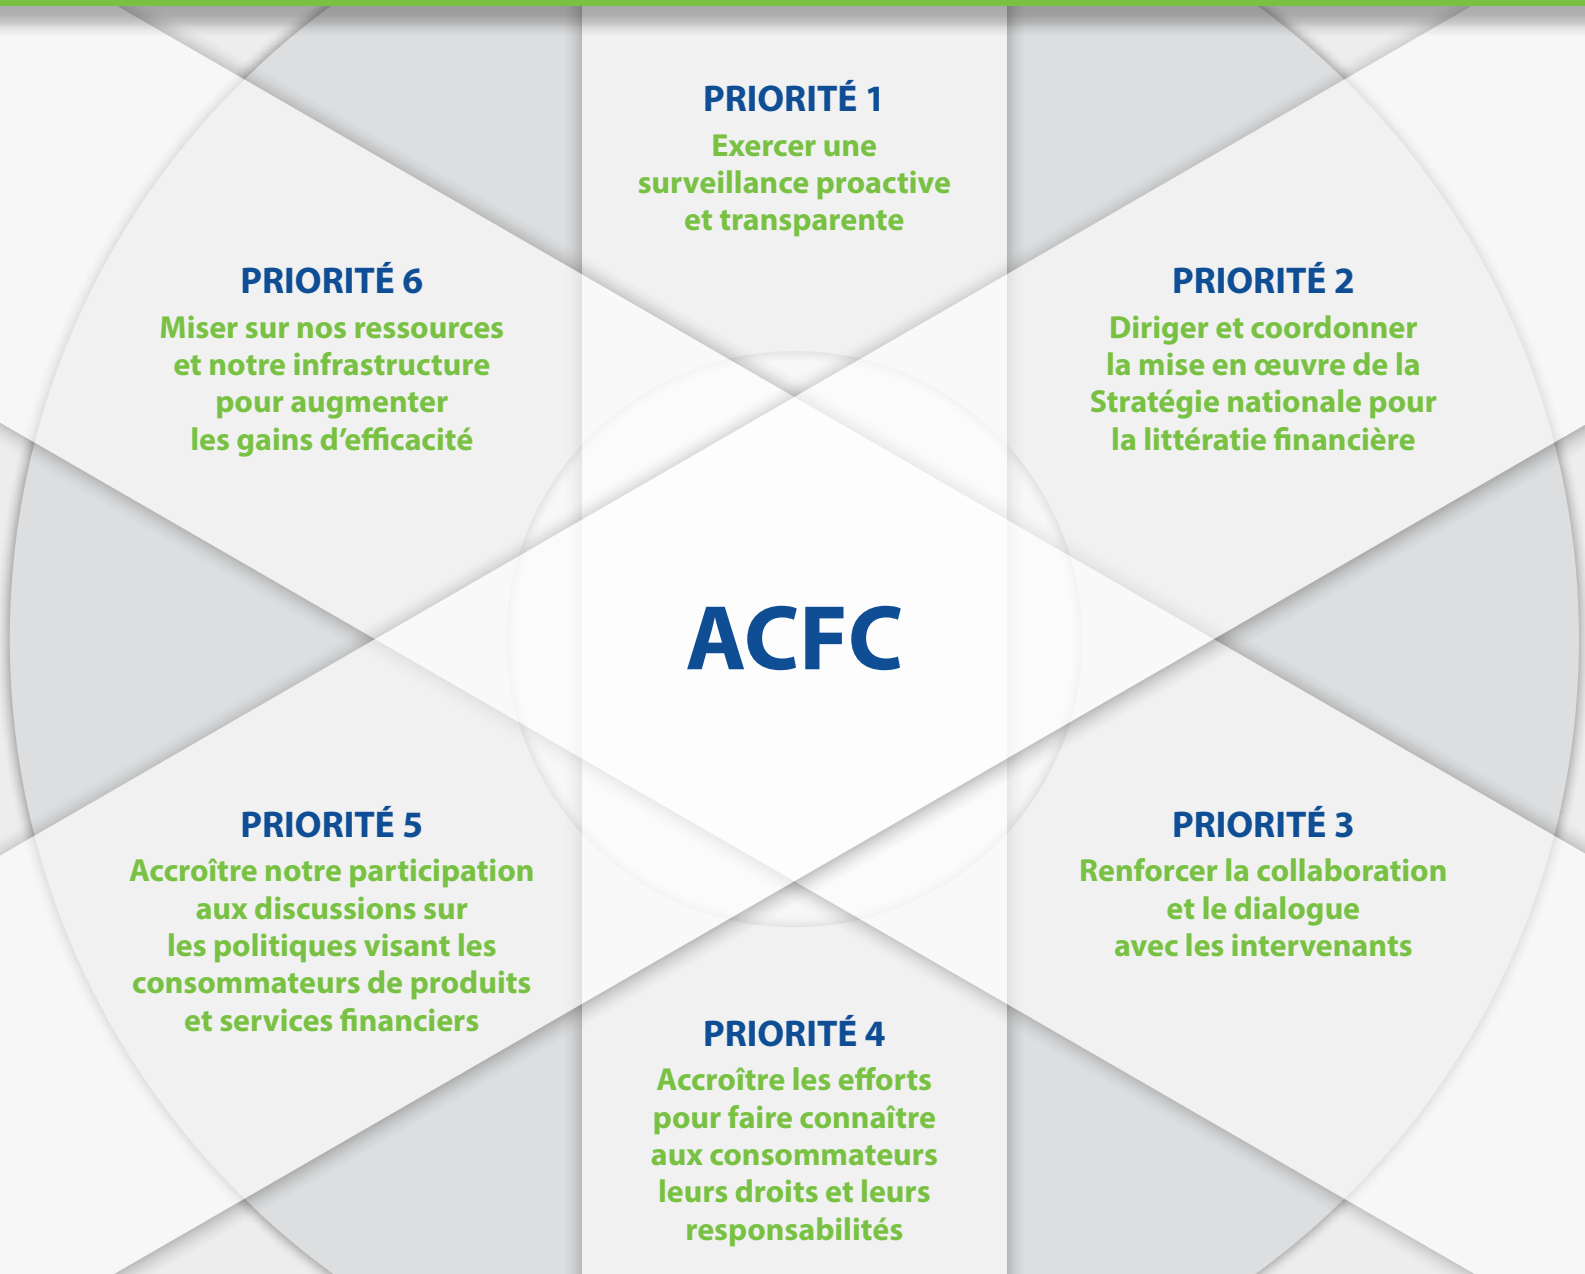 PRIORITÉ 1
Exercer une
surveillance proactive
et transparente
PRIORITÉ 2
Diriger et coordonner
la mise en œuvre de la
Stratégie nationale pour
la littératie financière
PRIORITÉ 3
Renforcer la collaboration
et le dialogue
avec les intervenants
PRIORITÉ 4
Accroître les efforts
pour faire connaître
aux consommateurs
leurs droits et leurs
responsabilités
PRIORITÉ 5
Accroître notre participation
aux discussions sur
les politiques visant les
consommateurs de produits
et services financiers
PRIORITÉ 6
Miser sur nos ressources
et notre infrastructure
pour augmenter
les gains d’efficacité
ACFC